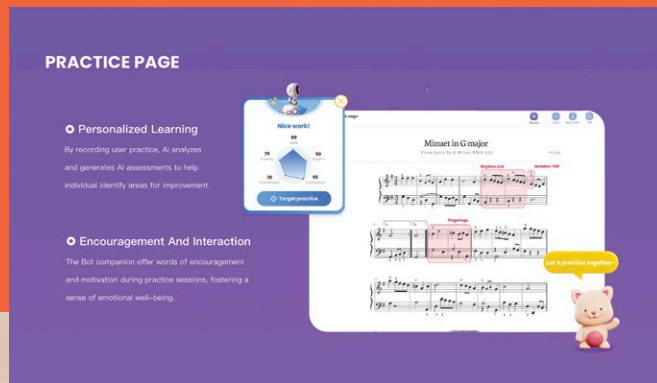 PRACTICE PAGE
Personalized Learning
By recording user practice, AI analyzes
and generates AI assessments to help
individual identify areas for improvement.
Encouragement And Interaction
The Bot companion offer words of encouragement
and motivation during practice sessions, fostering a
sense of emotional well-being.
Nice work!
Target practice
G major
Minuet in G major
Fingerings
Let's practice together~